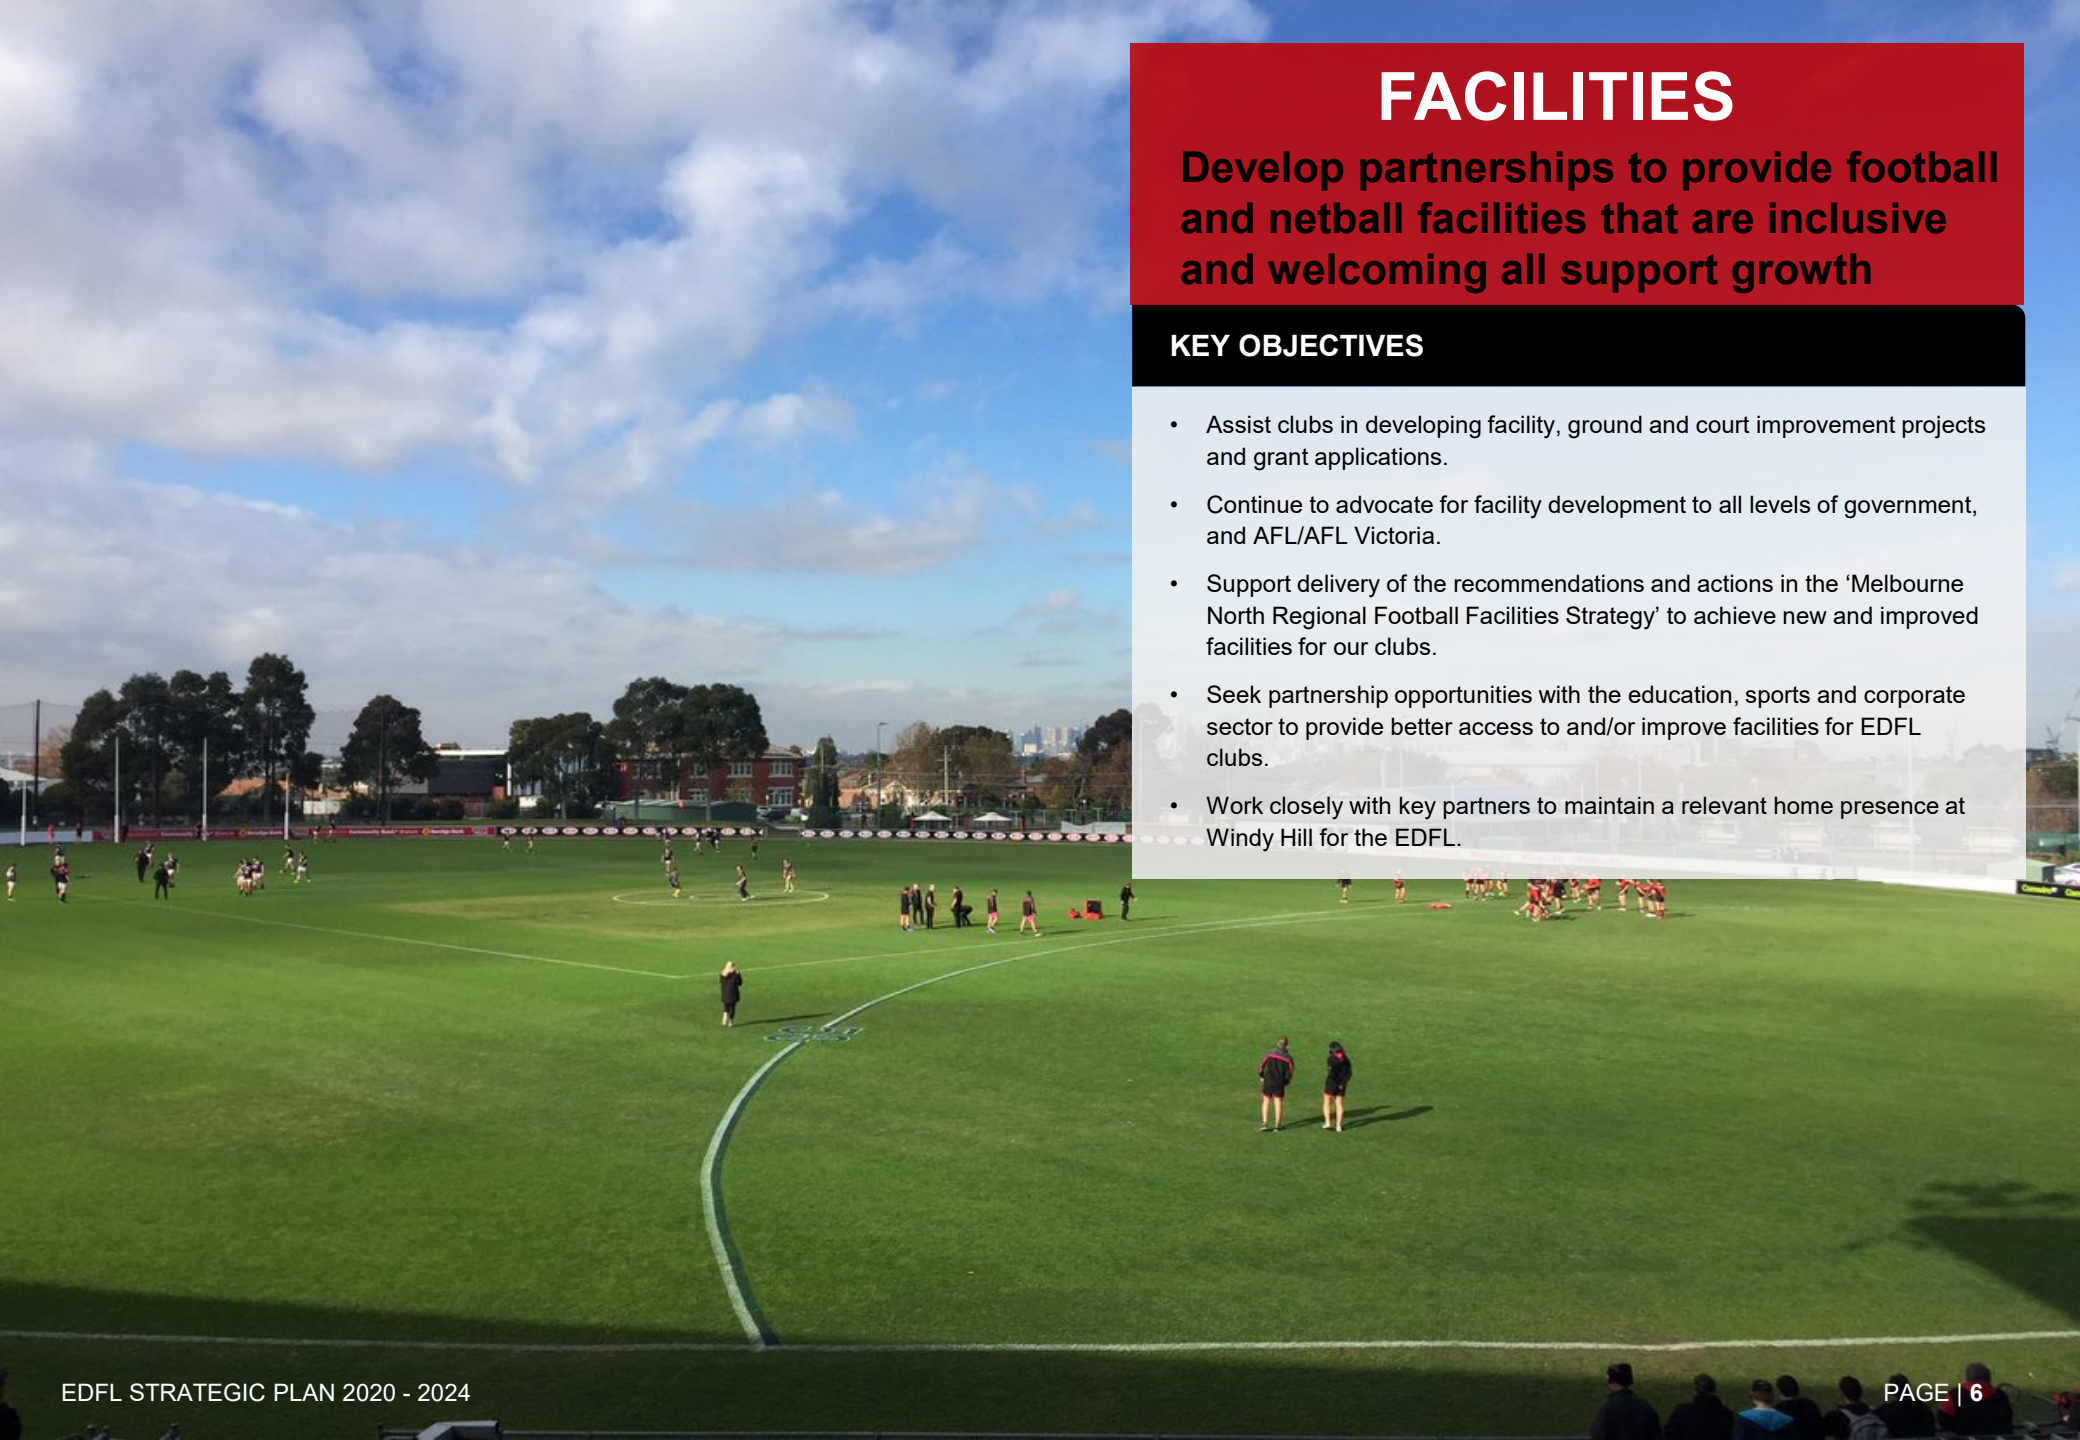 FACILITIES
Develop partnerships to provide football
and netball facilities that are inclusive
and welcoming all support growth
KEY OBJECTIVES
• Assist clubs in developing facility, ground and court improvement projects
and grant applications.
• Continue to advocate for facility development to all levels of government,
and AFL/AFL Victoria.
• Support delivery of the recommendations and actions in the ‘Melbourne
North Regional Football Facilities Strategy’ to achieve new and improved
facilities for our clubs.
• Seek partnership opportunities with the education, sports and corporate
sector to provide better access to and/or improve facilities for EDFL
clubs.
• Work closely with key partners to maintain a relevant home presence at
Windy Hill for the EDFL.
EDFL STRATEGIC PLAN 2020 - 2024
PAGE | 6